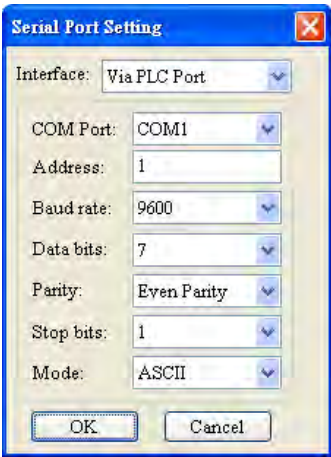 Serial Port Setting
Interface: Via PLC Port
COM Port: COM1
Address: 1
Baud rate: 9600
Data bits: 7
Parity: Even Parity
Stop bits: 1
Mode: ASCII
OK Cancel